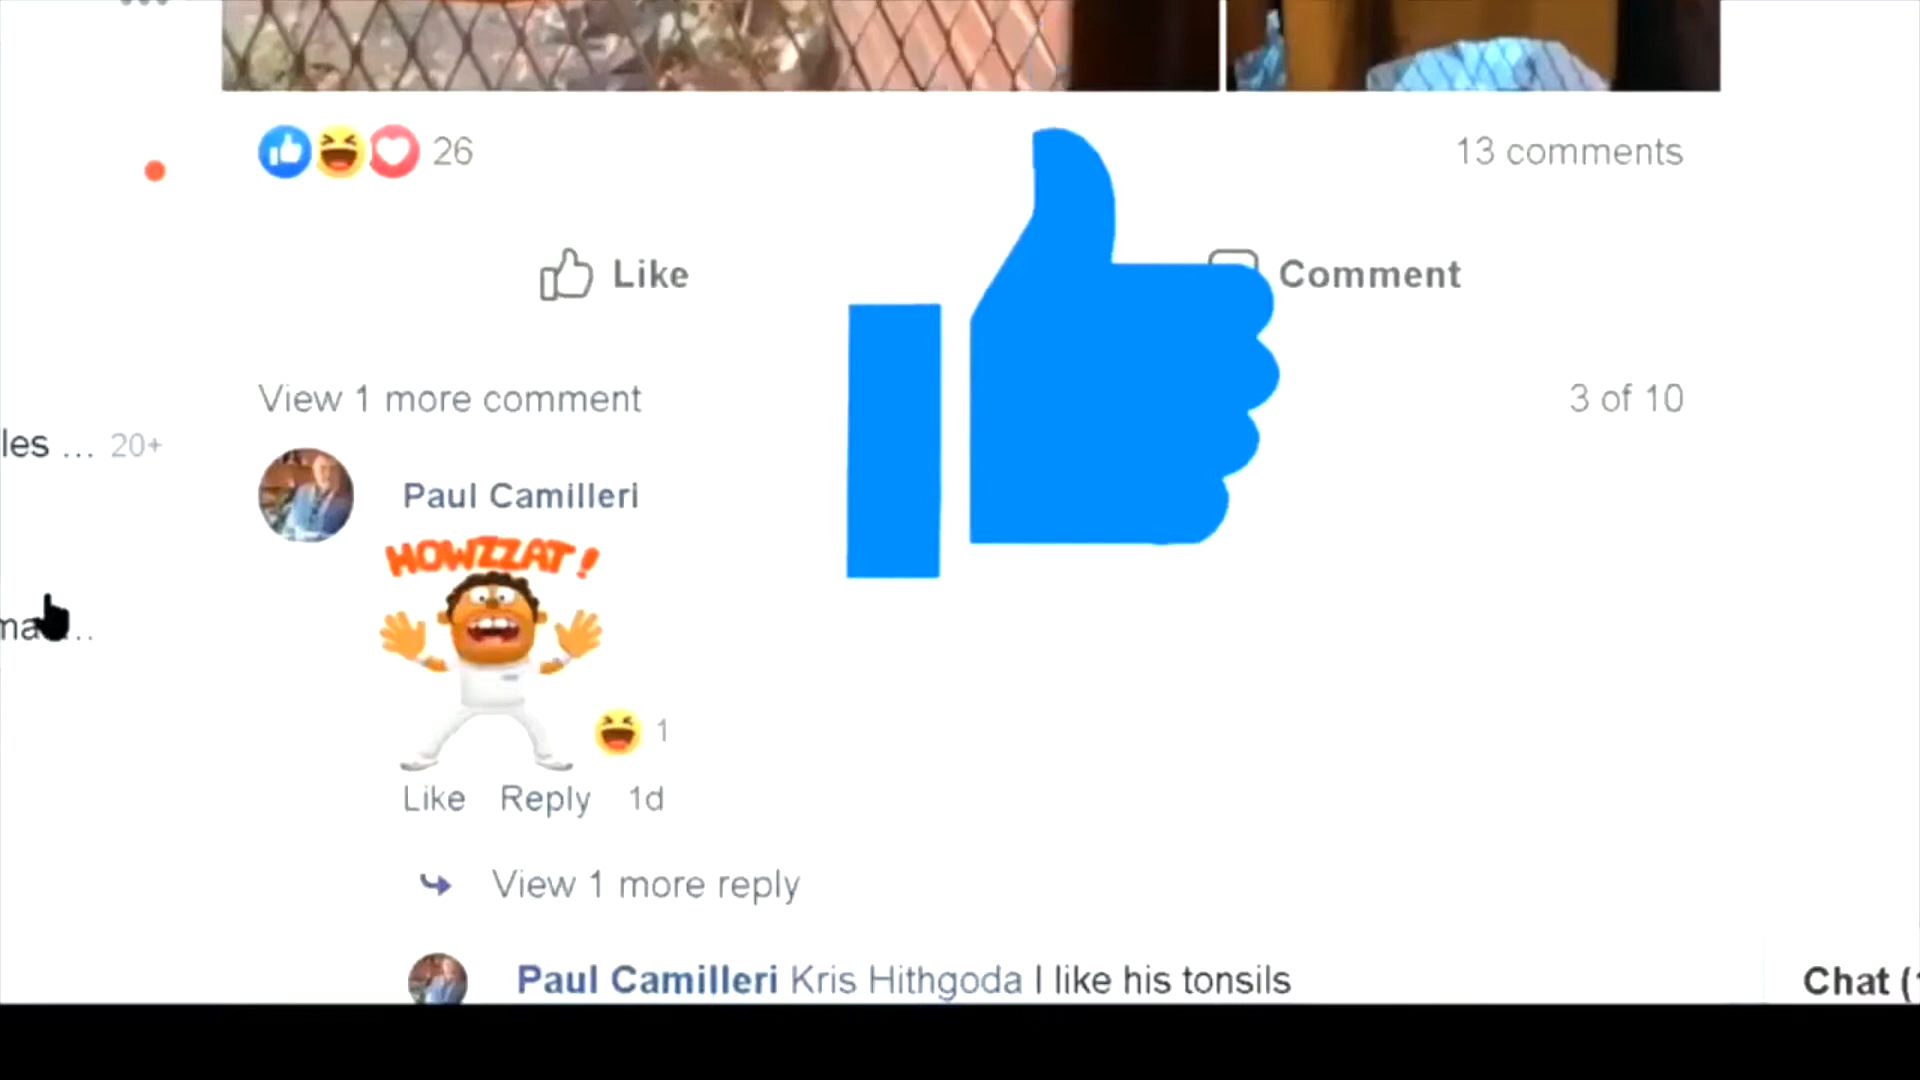 26
13 comments
Like
Comment
View 1 more comment
3 of 10
les ... 20+
Paul Camilleri
HOWZZAT!
1
Like Reply 1d
View 1 more reply
Paul Camilleri Kris Hithgoda I like his tonsils
Chat (